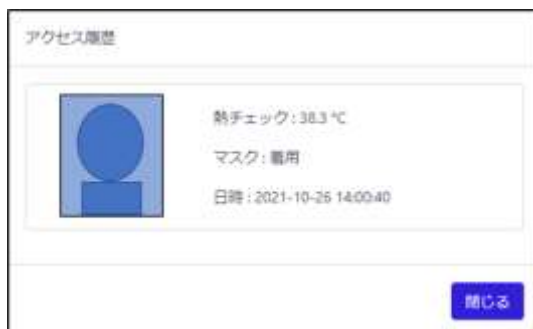 アクセス履歴
熱チェック : 38.3 ℃
マスク : 着用
日時 : 2021-10-26 14:00:40
閉じる